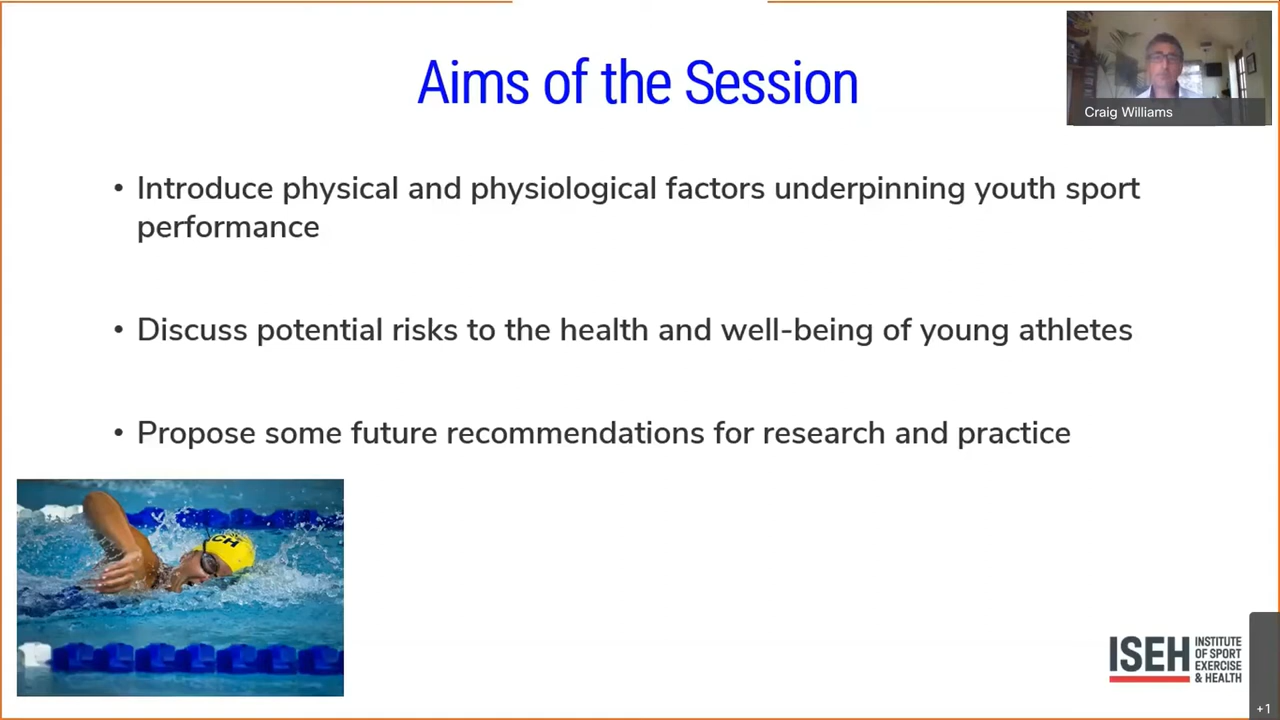 Aims of the Session
Craig Williams
• Introduce physical and physiological factors underpinning youth sport
performance
• Discuss potential risks to the health and well-being of young athletes
• Propose some future recommendations for research and practice
CH
ISEH
INSTITUTE
OF SPORT
EXERCISE
& HEALTH
+1